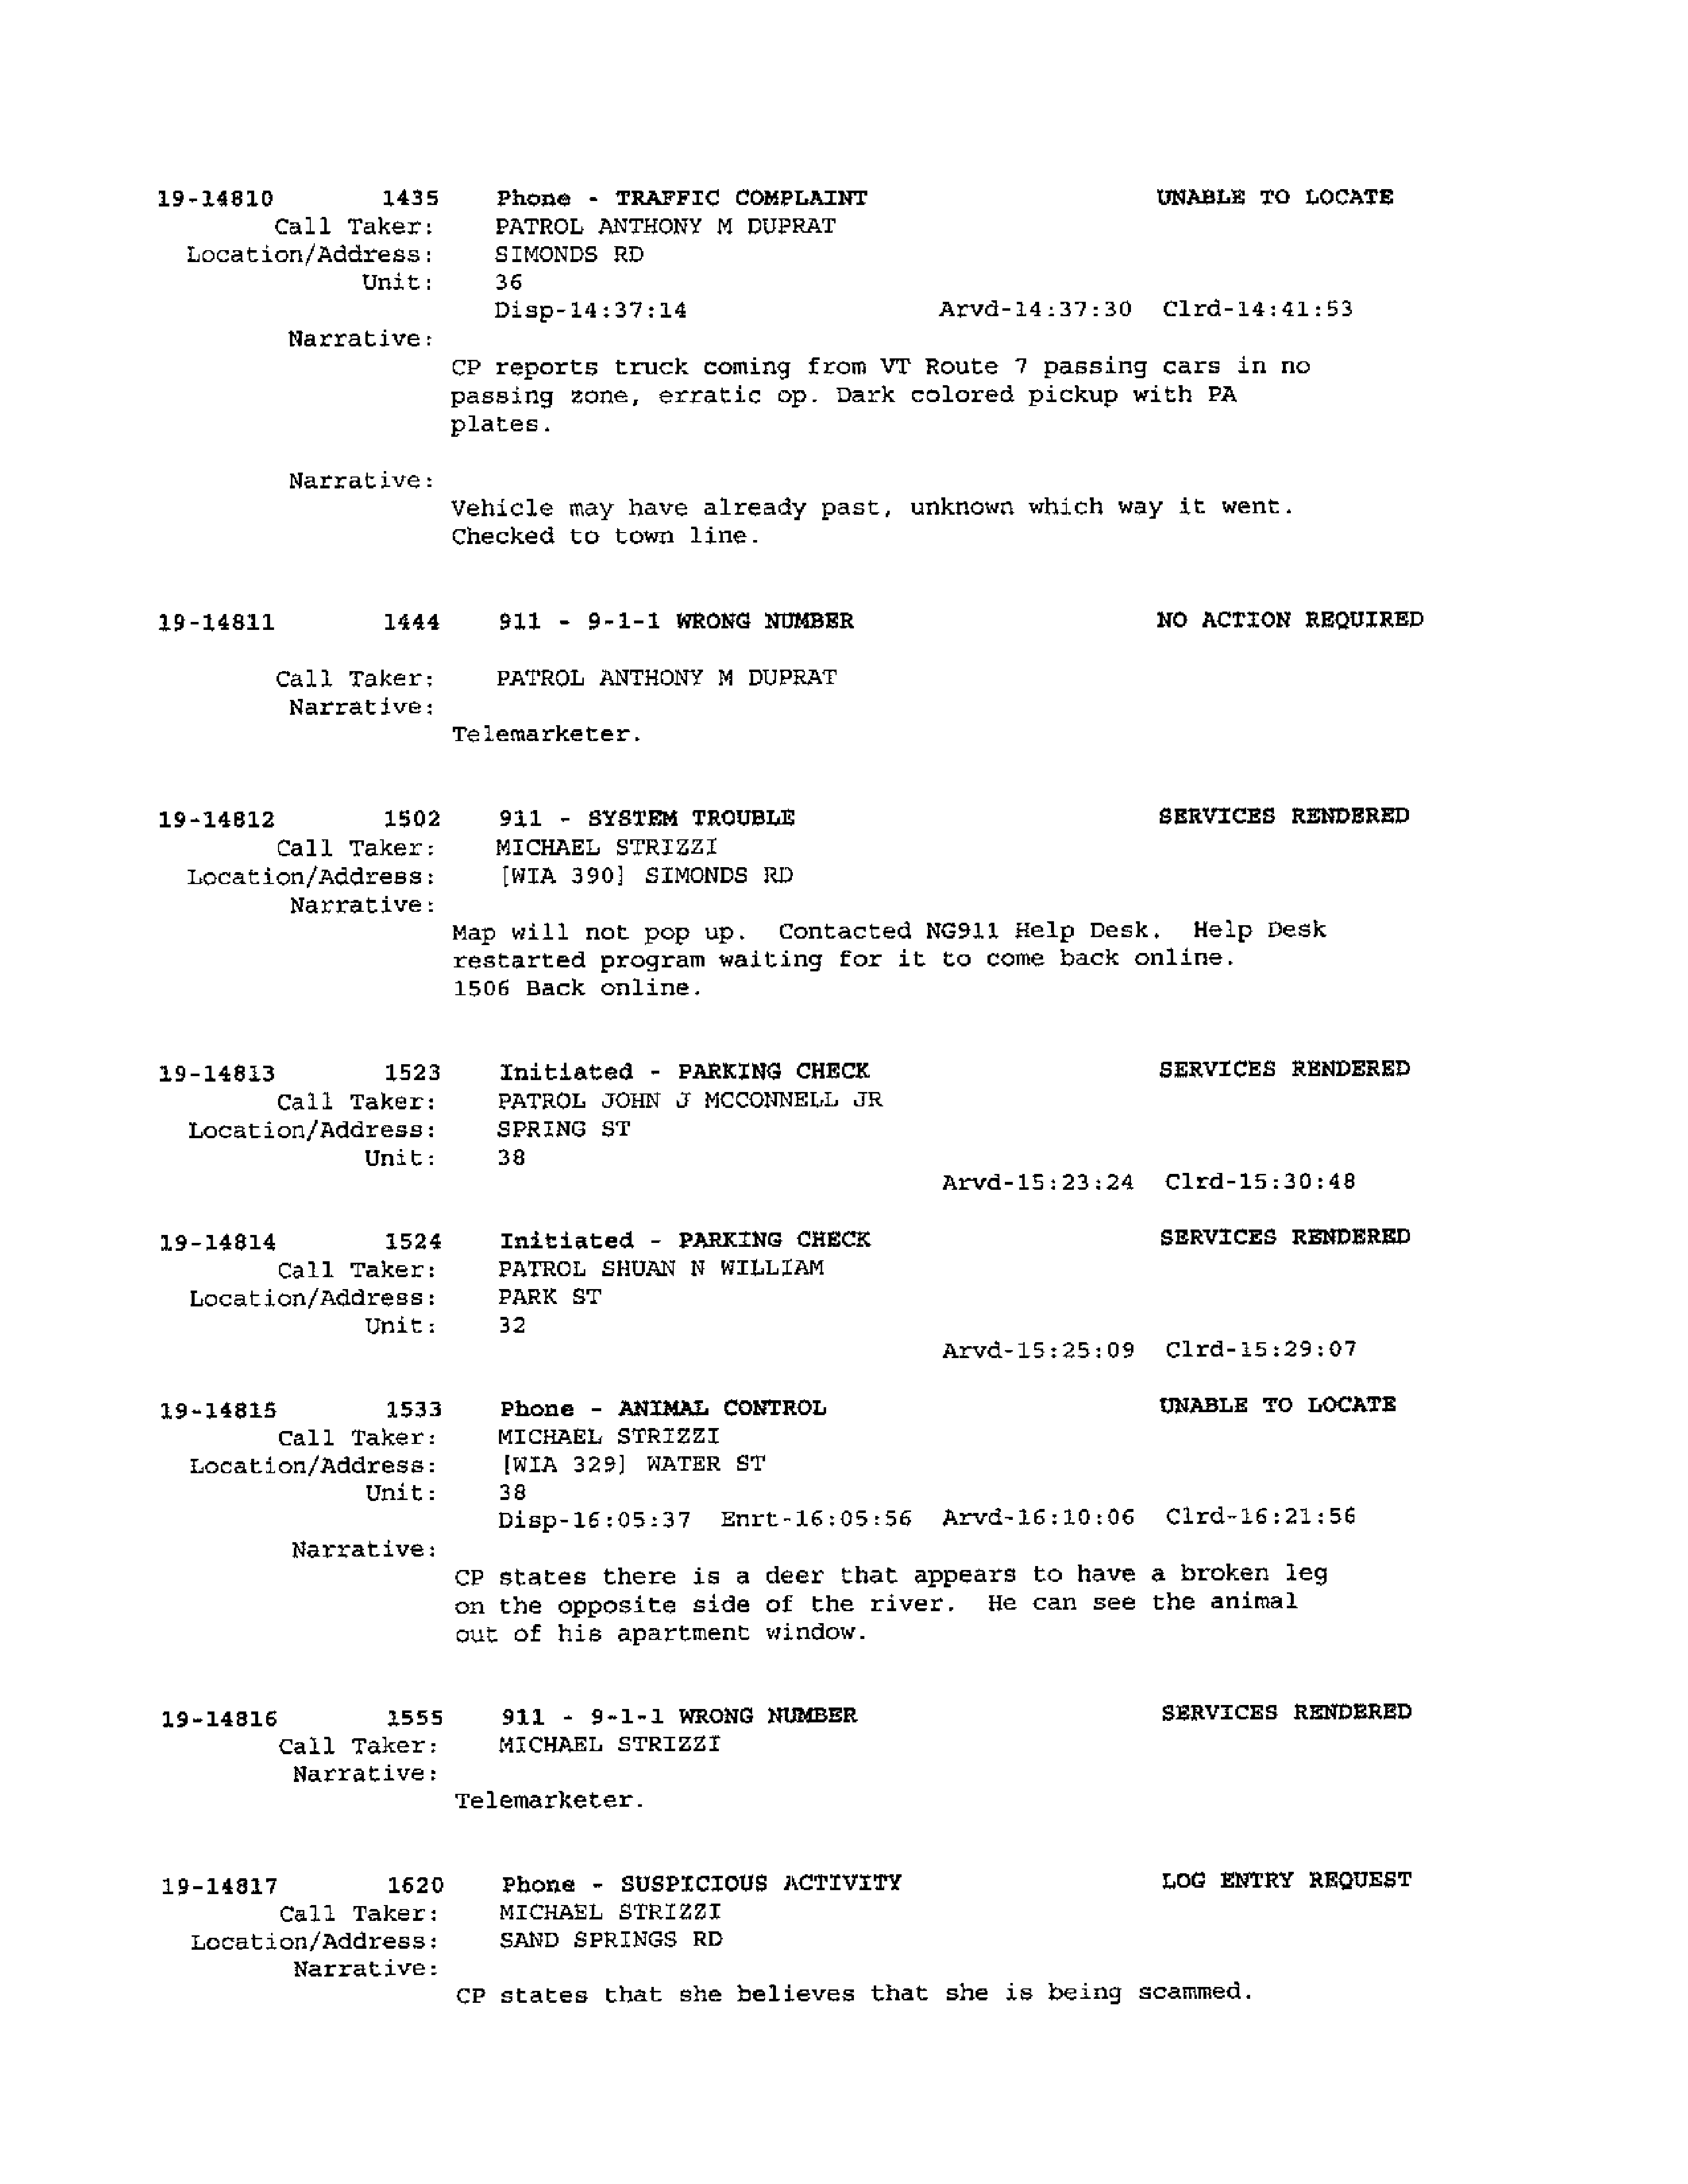 19-14810 1435 Phone - TRAFFIC COMPLAINT UNABLE TO LOCATE
Call Taker: PATROL ANTHONY M DUPRAT
Location/Address: SIMONDS RD
Unit: 36
Disp-14:37:14 Arvd-14:37:30 Clrd-14:41:53
Narrative:
CP reports truck coming from VT Route 7 passing cars in no
passing zone, erratic op. Dark colored pickup with PA
plates.
Narrative:
Vehicle may have already past, unknown which way it went.
Checked to town line.
19-14811 1444 911 - 9-1-1 WRONG NUMBER NO ACTION REQUIRED
Call Taker: PATROL ANTHONY M DUPRAT
Narrative:
Telemarketer.
19-14812 1502 911 - SYSTEM TROUBLE SERVICES RENDERED
Call Taker: MICHAEL STRIZZI
Location/Address: [WIA 390] SIMONDS RD
Narrative:
Map will not pop up. Contacted NG911 Help Desk. Help Desk
restarted program waiting for it to come back online.
1506 Back online.
19-14813 1523 Initiated - PARKING CHECK SERVICES RENDERED
Call Taker: PATROL JOHN J MCCONNELL JR
Location/Address: SPRING ST
Unit: 38
Arvd-15:23:24 Clrd-15:30:48
19-14814 1524 Initiated - PARKING CHECK SERVICES RENDERED
Call Taker: PATROL SHUAN N WILLIAM
Location/Address: PARK ST
Unit: 32
Arvd-15:25:09 Clrd-15:29:07
19-14815 1533 Phone - ANIMAL CONTROL UNABLE TO LOCATE
Call Taker: MICHAEL STRIZZI
Location/Address: [WIA 329] WATER ST
Unit: 38
Disp-16:05:37 Enrt-16:05:56 Arvd-16:10:06 Clrd-16:21:56
Narrative:
CP states there is a deer that appears to have a broken leg
on the opposite side of the river. He can see the animal
out of his apartment window.
19-14816 1555 911 - 9-1-1 WRONG NUMBER SERVICES RENDERED
Call Taker: MICHAEL STRIZZI
Narrative:
Telemarketer.
19-14817 1620 Phone - SUSPICIOUS ACTIVITY LOG ENTRY REQUEST
Call Taker: MICHAEL STRIZZI
Location/Address: SAND SPRINGS RD
Narrative:
CP states that she believes that she is being scammed.